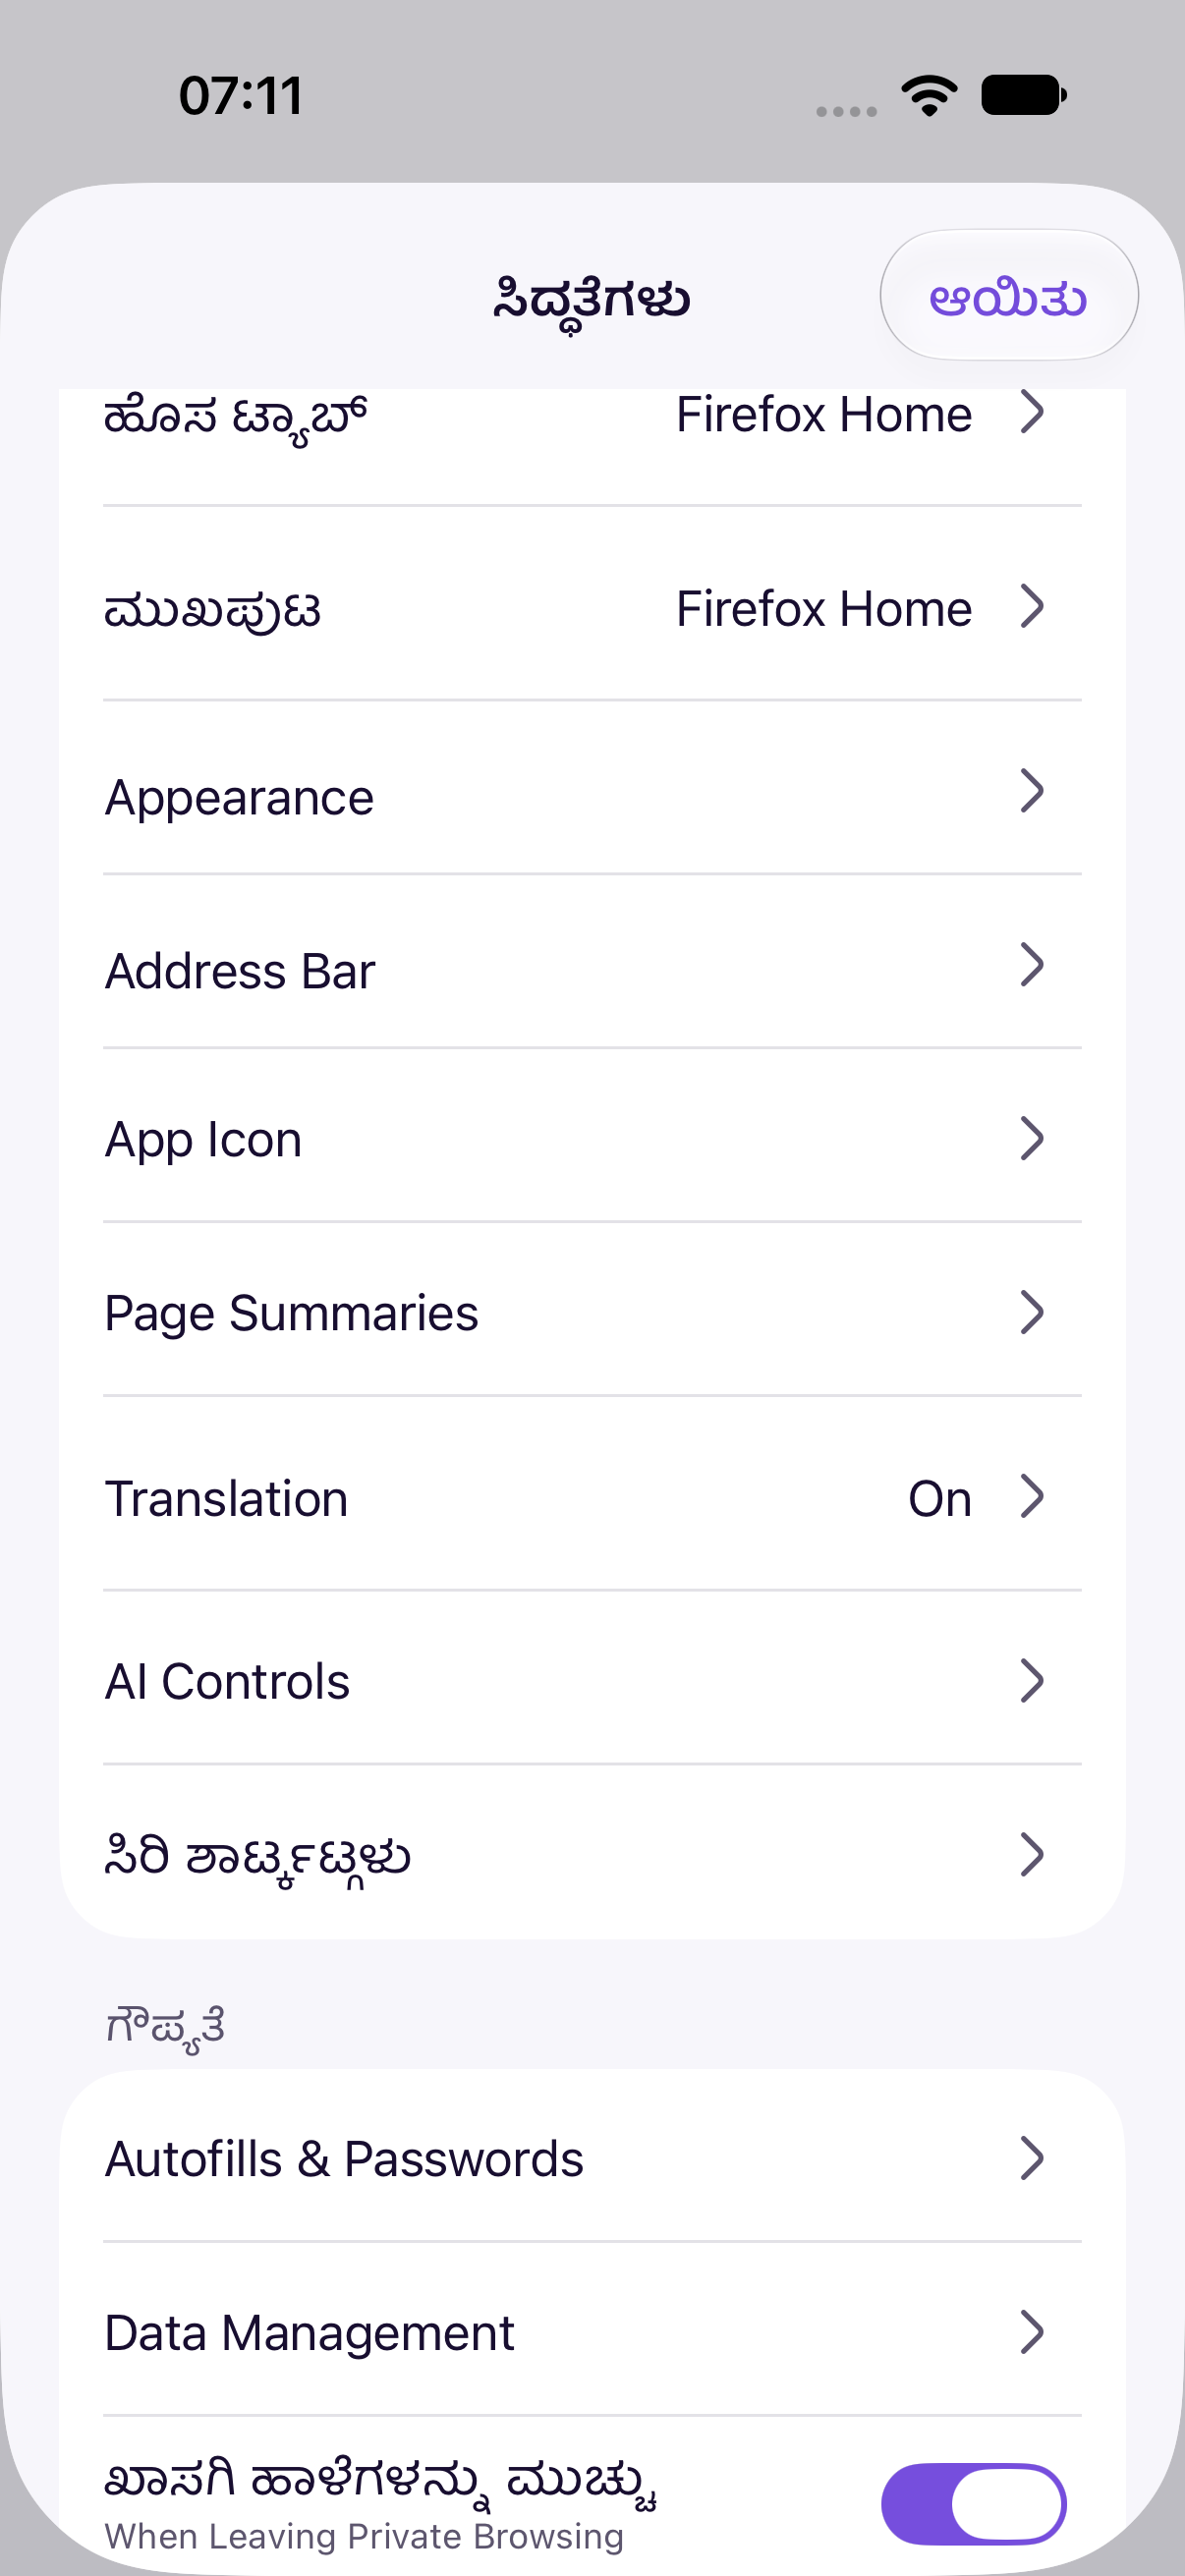 07:11
ಸಿದ್ಧತೆಗಳು
ಆಯಿತು
ಹೊಸ ಟ್ಯಾಬ್ Firefox Home
ಮುಖಪುಟ Firefox Home
Appearance
Address Bar
App Icon
Page Summaries
Translation On
AI Controls
ಸಿರಿ ಶಾರ್ಟ್ಕಟ್ಗಳು
ಗೌಪ್ಯತೆ
Autofills & Passwords
Data Management
ಖಾಸಗಿ ಹಾಳೆಗಳನ್ನು ಮುಚ್ಚು
When Leaving Private Browsing